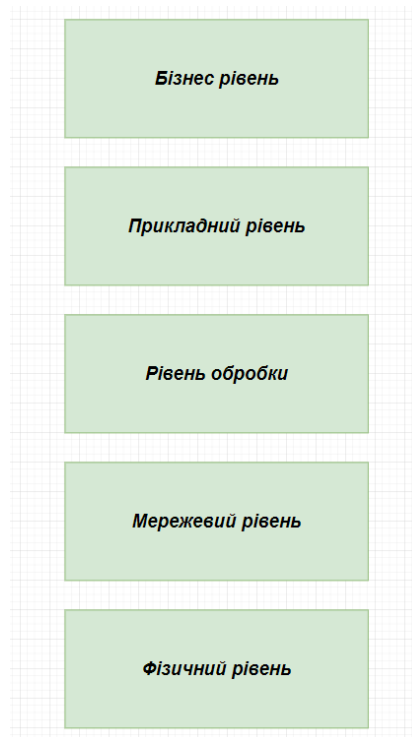 Бізнес рівень
Прикладний рівень
Рівень обробки
Мережевий рівень
Фізичний рівень